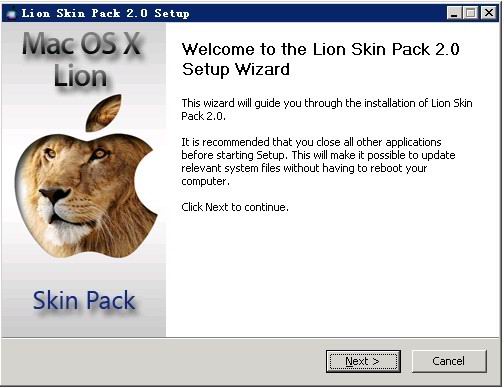 Lion Skin Pack 2.0 Setup
Mac OS X
Lion
Skin Pack
Welcome to the Lion Skin Pack 2.0
Setup Wizard
This wizard will guide you through the installation of Lion Skin
Pack 2.0.
It is recommended that you close all other applications
before starting Setup. This will make it possible to update
relevant system files without having to reboot your
computer.
Click Next to continue.
Next >
Cancel